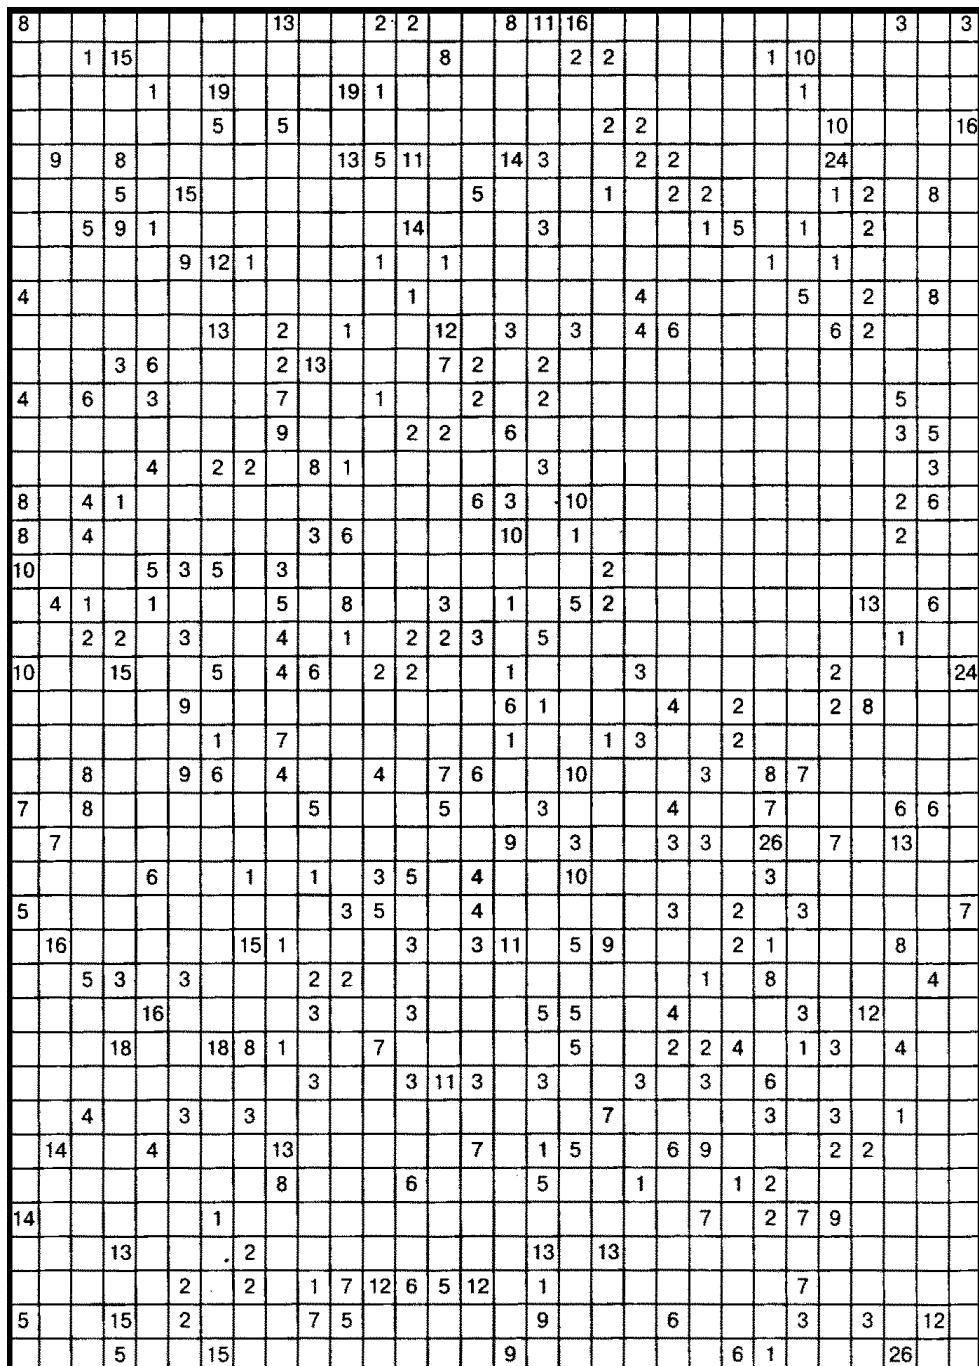 8 13 2 2 8 11 16 3 3
1 15 8 2 2 1 10
1 19 19 1 1
5 5 2 2 10 16
9 8 13 5 11 14 3 2 2 24
5 15 5 1 2 2 1 2 8
5 9 1 14 3 1 5 1 2
9 12 1 1 1 1 1
4 1 4 5 2 8
13 2 1 12 3 3 4 6 6 2
3 6 2 13 7 2 2
4 6 3 7 1 2 2 5
9 2 2 6 3 5
4 2 2 8 1 3 3
8 4 1 6 3 10 2 6
8 4 3 6 10 1 2
10 5 3 5 3 2
4 1 1 5 8 3 1 5 2 13 6
2 2 3 4 1 2 2 3 5 1
10 15 5 4 6 2 2 1 3 2 24
9 6 1 4 2 2 8
1 7 1 1 3 2
8 9 6 4 4 7 6 10 3 8 7
7 8 5 5 3 4 7 6 6
7 9 3 3 3 26 7 13
6 1 1 3 5 4 10 3
5 3 5 4 3 2 3 7
16 15 1 3 3 11 5 9 2 1 8
5 3 3 2 2 1 8 4
16 3 3 5 5 4 3 12
18 18 8 1 7 5 2 2 4 1 3 4
3 3 11 3 3 3 3 6
4 3 3 7 3 3 1
14 4 13 7 1 5 6 9 2 2
8 6 5 1 1 2
14 1 7 2 7 9
13 2 13 13
2 2 1 7 12 6 5 12 1 7
5 15 2 7 5 9 6 3 3 12
5 15 9 6 1 26